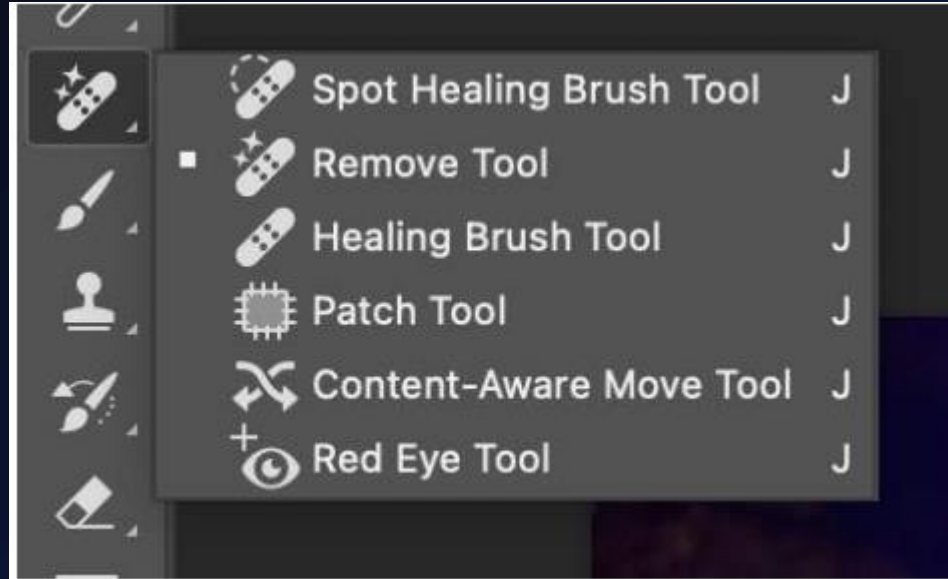 Spot Healing Brush Tool J
Remove Tool J
Healing Brush Tool J
Patch Tool J
Content-Aware Move Tool J
Red Eye Tool J